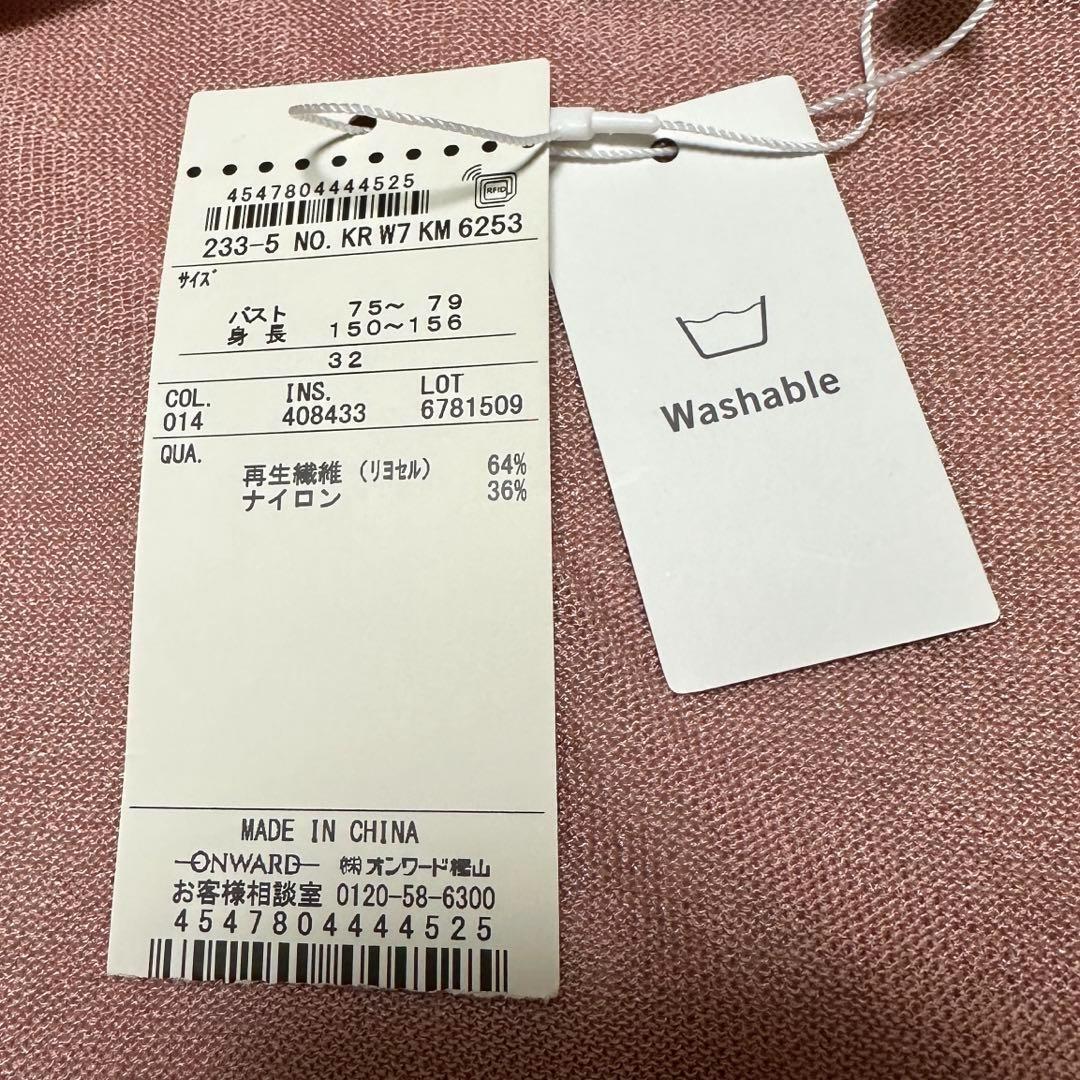 4547804444525
RFID
233-5 NO. KR W7 KM 6253
ｻｲｽﾞ
バスト 75～ 79
身長 150～156
32
COL. INS. LOT
014 408433 6781509
QUA.
再生繊維 (ﾘﾖｾﾙ) 64%
ナイロン 36%
MADE IN CHINA
ONWARD ㈱オンワード樫山
お客様相談室 0120-58-6300
4547804444525
Washable